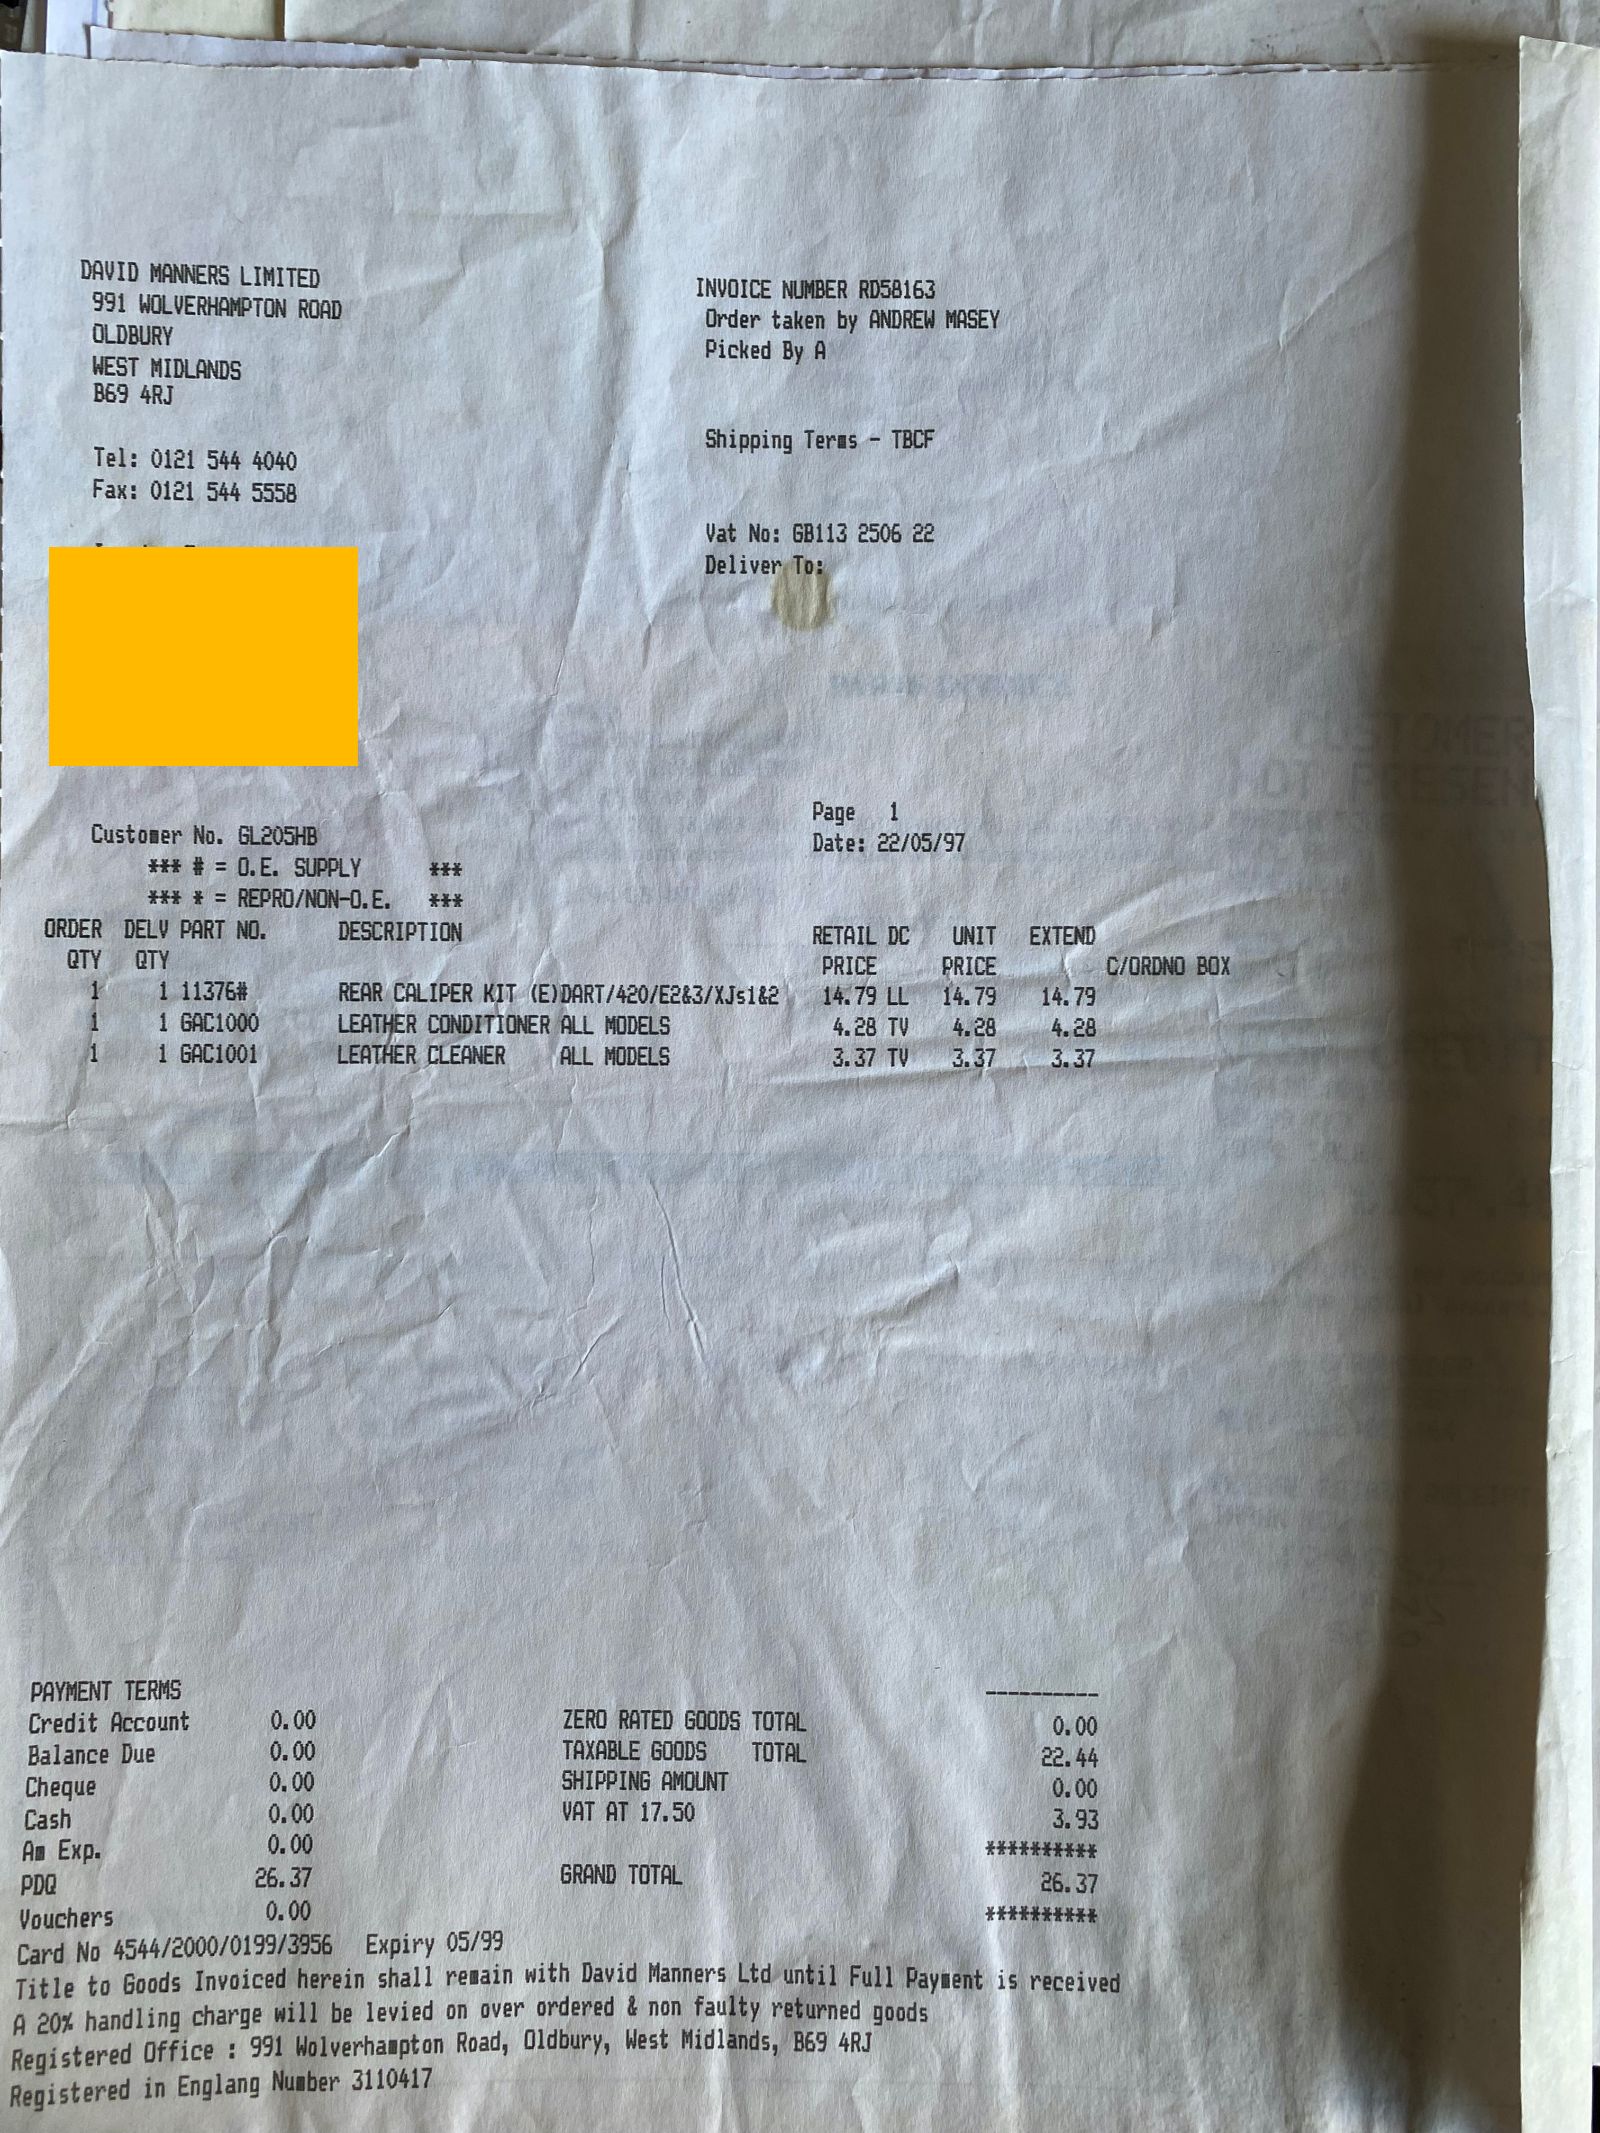 DAVID MANNERS LIMITED
991 WOLVERHAMPTON ROAD
OLDBURY
WEST MIDLANDS
B69 4RJ
Tel: 0121 544 4040
Fax: 0121 544 5558
INVOICE NUMBER RD58163
Order taken by ANDREW MASEY
Picked By A
Shipping Terms - TBCF
Vat No: GB113 2506 22
Deliver To:
CUSTOMER
NOT PRESEN
Page 1
Date: 22/05/97
Customer No. GL205HB
*** # = O.E. SUPPLY ***
*** * = REPRO/NON-O.E. ***
ORDER DELV PART NO. DESCRIPTION RETAIL DC UNIT EXTEND
QTY QTY PRICE PRICE C/ORDNO BOX
1 1 11376# REAR CALIPER KIT (E)DART/420/E2&3/XJs1&2 14.79 LL 14.79 14.79
1 1 GAC1000 LEATHER CONDITIONER ALL MODELS 4.28 TV 4.28 4.28
1 1 GAC1001 LEATHER CLEANER ALL MODELS 3.37 TV 3.37 3.37
PAYMENT TERMS ----------
Credit Account 0.00 ZERO RATED GOODS TOTAL 0.00
Balance Due 0.00 TAXABLE GOODS TOTAL 22.44
Cheque 0.00 SHIPPING AMOUNT 0.00
Cash 0.00 VAT AT 17.50 3.93
Am Exp. 0.00 **********
PDQ 26.37 GRAND TOTAL 26.37
Vouchers 0.00 **********
Card No 4544/2000/0199/3956 Expiry 05/99
Title to Goods Invoiced herein shall remain with David Manners Ltd until Full Payment is received
A 20% handling charge will be levied on over ordered & non faulty returned goods
Registered Office : 991 Wolverhampton Road, Oldbury, West Midlands, B69 4RJ
Registered in Englang Number 3110417